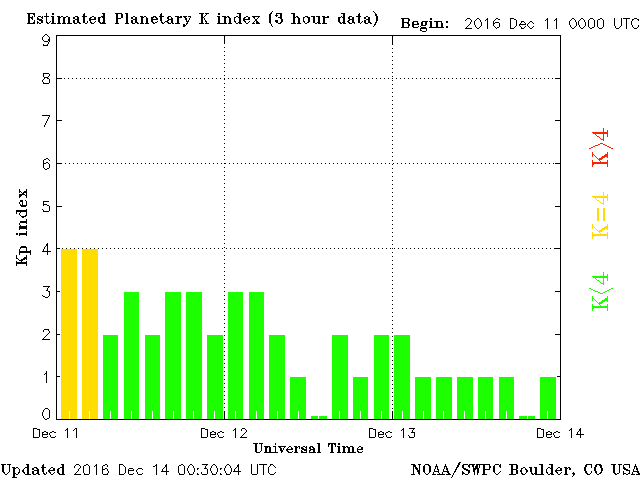 Estimated Planetary K index (3 hour data) Begin: 2016 Dec 11 0000 UTC
9
8
7
6
5
4
3
2
1
0
Kp index
K>4
K=4
K<4
Dec 11 Dec 12 Dec 13 Dec 14
Universal Time
Updated 2016 Dec 14 00:30:04 UTC NOAA/SWPC Boulder, CO USA